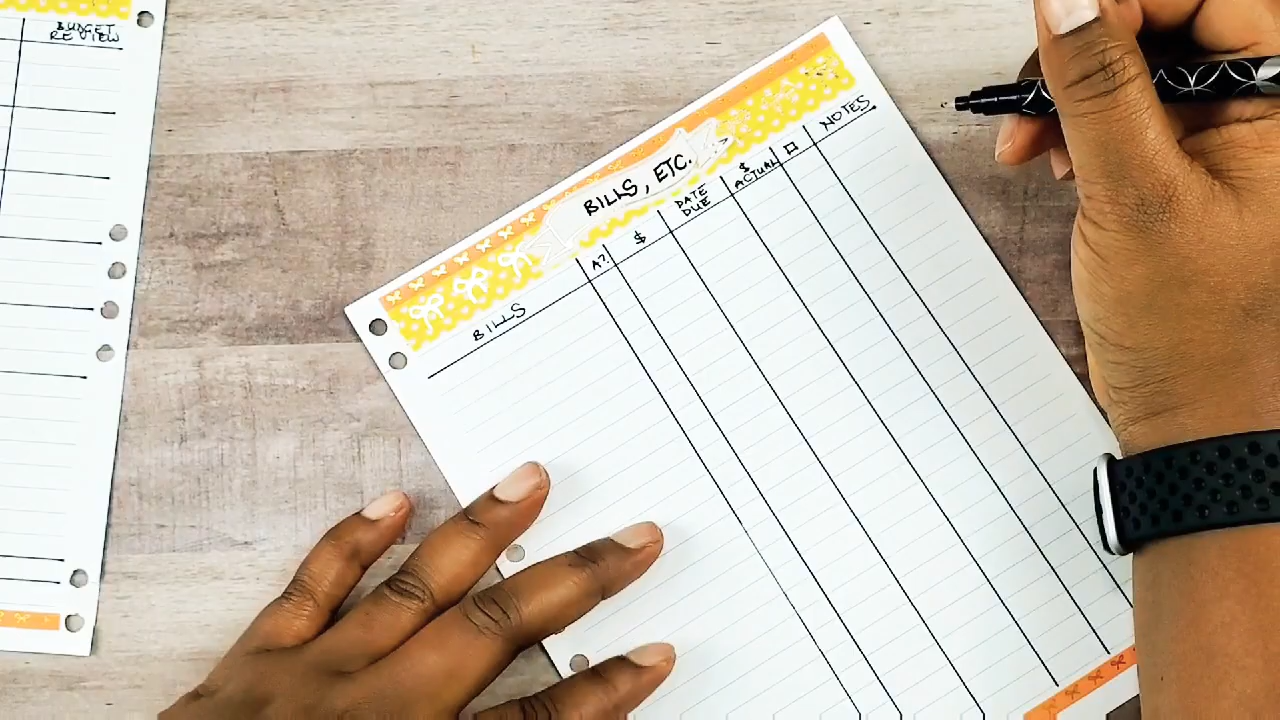 BUDGET
REVIEW
BILLS, ETC.
BILLS
A?
$
DATE
DUE
$
ACTUAL
NOTES